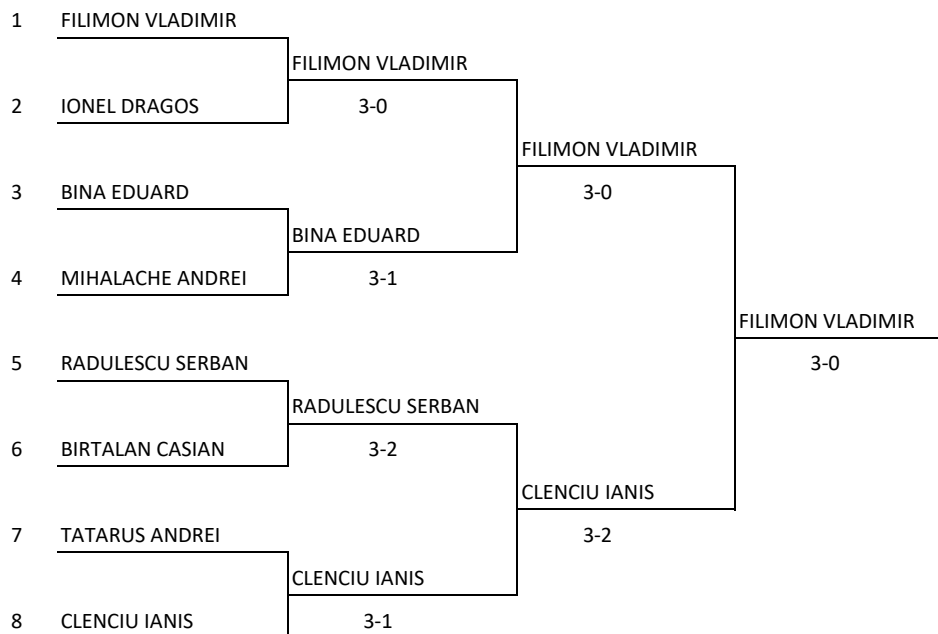 1 FILIMON VLADIMIR
FILIMON VLADIMIR
2 IONEL DRAGOS 3-0
FILIMON VLADIMIR
3 BINA EDUARD 3-0
BINA EDUARD
4 MIHALACHE ANDREI 3-1
FILIMON VLADIMIR
5 RADULESCU SERBAN 3-0
RADULESCU SERBAN
6 BIRTALAN CASIAN 3-2
CLENCIU IANIS
7 TATARUS ANDREI 3-2
CLENCIU IANIS
8 CLENCIU IANIS 3-1